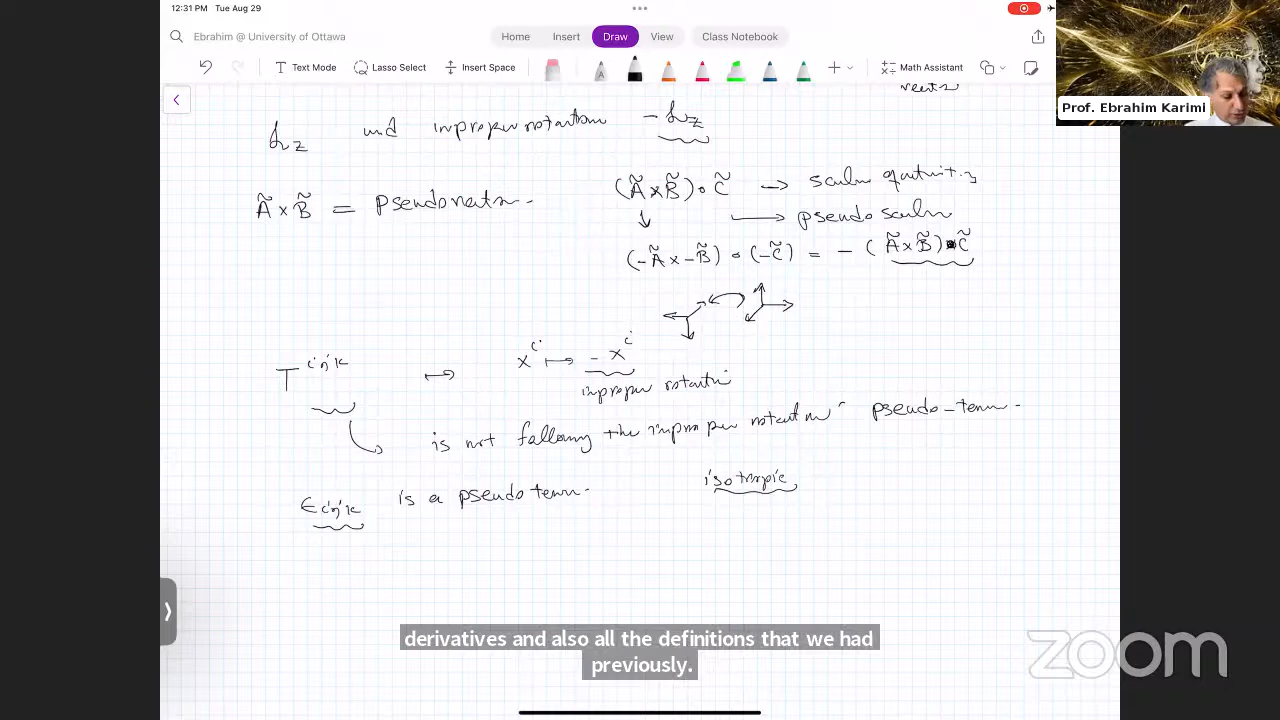 12:31 PM Tue Aug 29
Ebrahim @ University of Ottawa
Home Insert Draw View Class Notebook
Text Mode Lasso Select Insert Space Math Assistant
Prof. Ebrahim Karimi
L_z und improper rotation - L_z
Ã × B̃ = pseudovector.
(Ã × B̃) • C̃ → scalar quantity
→ pseudo scalar
(-Ã × -B̃) • (-C̃) = - (Ã × B̃) • C̃
T^{ijk} ↦ x^i ↦ - x^i
improper rotation
is not following the improper rotation pseudo-tensor.
ϵijk is a pseudo tensor. isotropic
derivatives and also all the definitions that we had
previously.
zoom